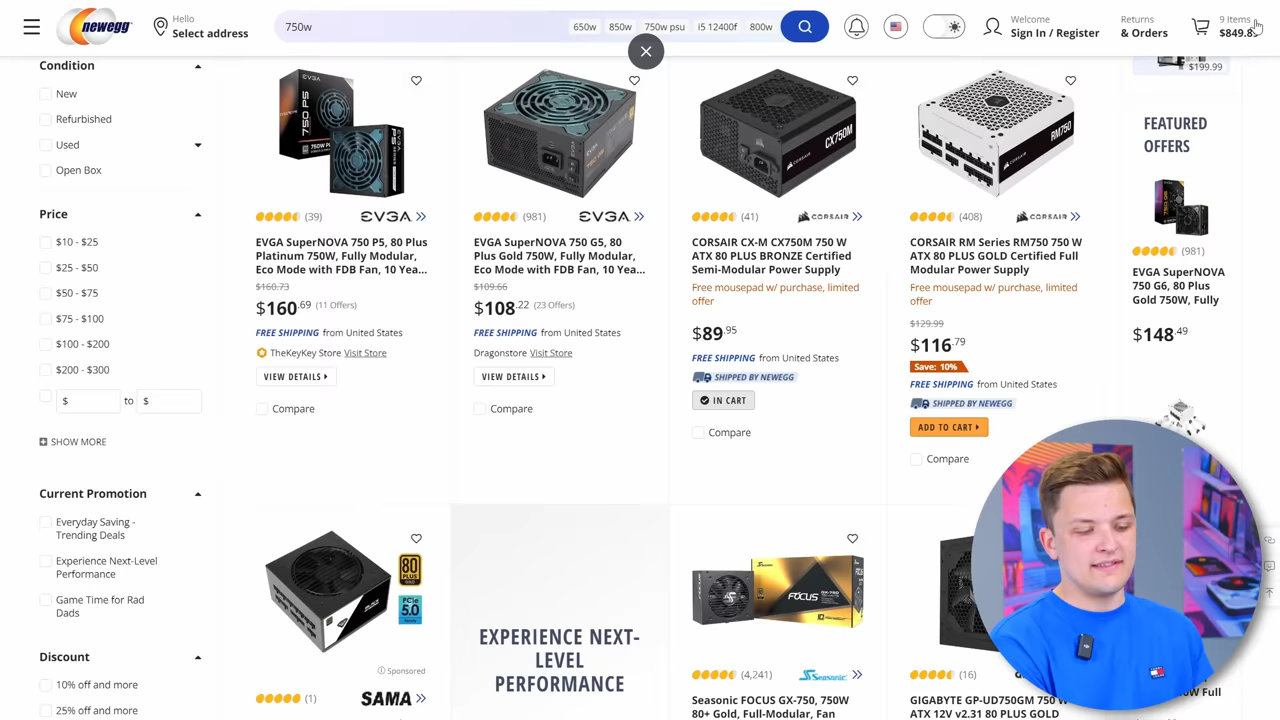 newegg
Hello
Select address
750w
650w
850w
750w psu
i5 12400f
800w
Welcome
Sign In / Register
Returns
& Orders
9 Items
$849.8
Condition
New
Refurbished
Used
Open Box
Price
$10 - $25
$25 - $50
$50 - $75
$75 - $100
$100 - $200
$200 - $300
$
to
$
SHOW MORE
Current Promotion
Everyday Saving -
Trending Deals
Experience Next-Level
Performance
Game Time for Rad
Dads
Discount
10% off and more
25% off and more
(39)
EVGA
EVGA SuperNOVA 750 P5, 80 Plus
Platinum 750W, Fully Modular,
Eco Mode with FDB Fan, 10 Yea...
$160.73
$160.69 (11 Offers)
FREE SHIPPING from United States
TheKeyKey Store Visit Store
VIEW DETAILS
Compare
(981)
EVGA
EVGA SuperNOVA 750 G5, 80
Plus Gold 750W, Fully Modular,
Eco Mode with FDB Fan, 10 Yea...
$109.66
$108.22 (23 Offers)
FREE SHIPPING from United States
Dragonstore Visit Store
VIEW DETAILS
Compare
CX750M
(41)
CORSAIR
CORSAIR CX-M CX750M 750 W
ATX 80 PLUS BRONZE Certified
Semi-Modular Power Supply
Free mousepad w/ purchase, limited
offer
$89.95
FREE SHIPPING from United States
SHIPPED BY NEWEGG
IN CART
Compare
RM750
(408)
CORSAIR
CORSAIR RM Series RM750 750 W
ATX 80 PLUS GOLD Certified Full
Modular Power Supply
Free mousepad w/ purchase, limited
offer
$129.99
$116.79
Save: 10%
FREE SHIPPING from United States
SHIPPED BY NEWEGG
ADD TO CART
Compare
$199.99
FEATURED
OFFERS
(981)
EVGA SuperNOVA
750 G6, 80 Plus
Gold 750W, Fully
$148.49
80
PLUS
GOLD
PCIe
5.0
Sponsored
(1)
SAMA
EXPERIENCE NEXT-
LEVEL
PERFORMANCE
FOCUS
(4,241)
Seasonic
Seasonic FOCUS GX-750, 750W
80+ Gold, Full-Modular, Fan
(16)
GIGABYTE GP-UD750GM 750 W
ATX 12V v2.31 80 PLUS GOLD
W Full